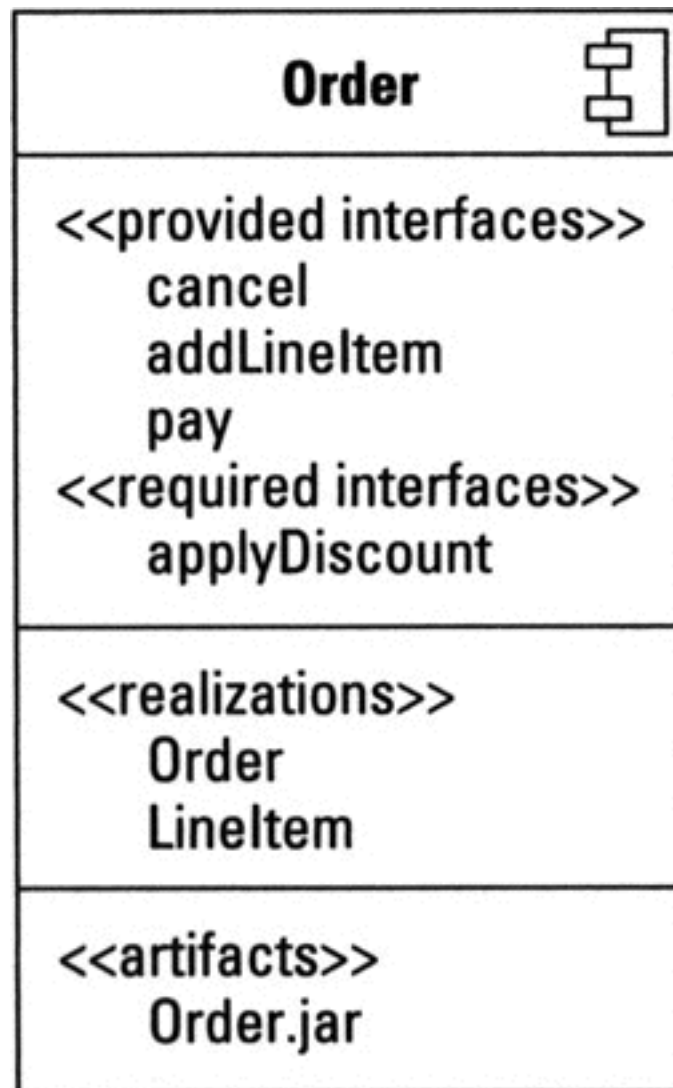 Order
<<provided interfaces>>
cancel
addLineItem
pay
<<required interfaces>>
applyDiscount
<<realizations>>
Order
LineItem
<<artifacts>>
Order.jar